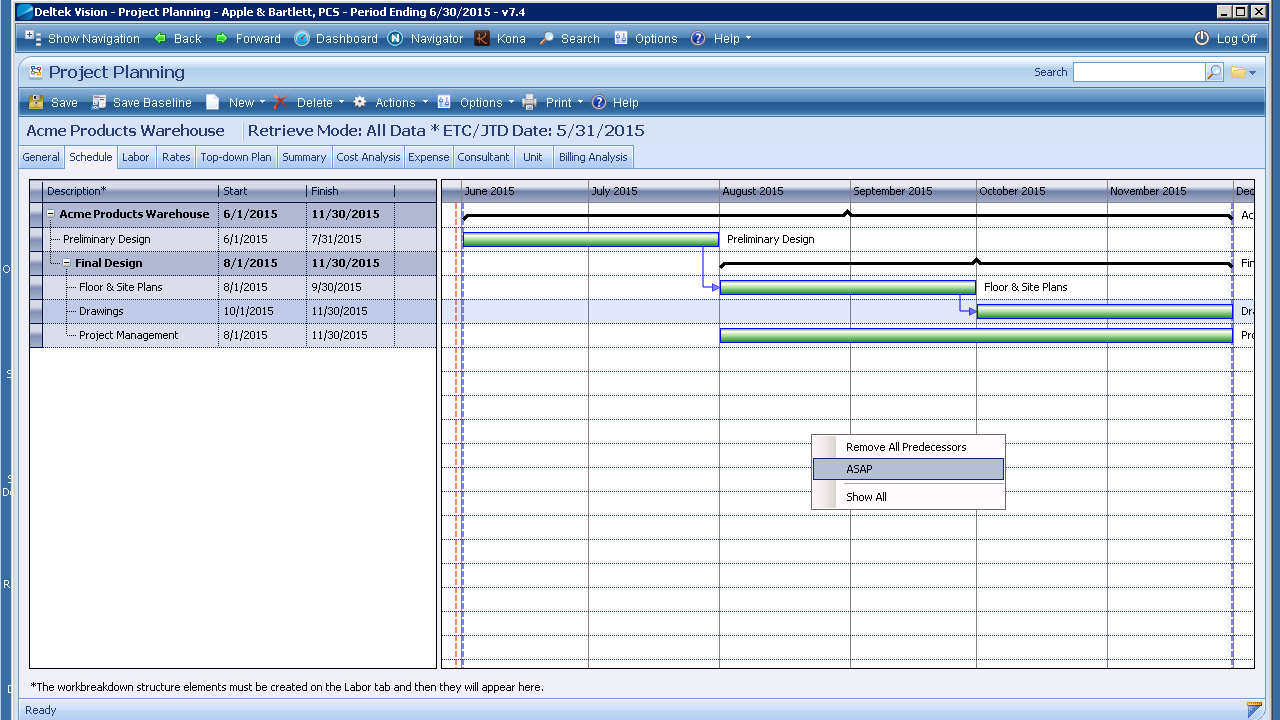 Deltek Vision - Project Planning - Apple & Bartlett, PCS - Period Ending 6/30/2015 - v7.4
Show Navigation Back Forward Dashboard Navigator Kona Search Options Help Log Off
Project Planning Search
Save Save Baseline New Delete Actions Options Print Help
Acme Products Warehouse Retrieve Mode: All Data * ETC/JTD Date: 5/31/2015
General Schedule Labor Rates Top-down Plan Summary Cost Analysis Expense Consultant Unit Billing Analysis
Description* Start Finish June 2015 July 2015 August 2015 September 2015 October 2015 November 2015 Dec
Acme Products Warehouse 6/1/2015 11/30/2015 Ac
Preliminary Design 6/1/2015 7/31/2015 Preliminary Design
Final Design 8/1/2015 11/30/2015 Fin
Floor & Site Plans 8/1/2015 9/30/2015 Floor & Site Plans
Drawings 10/1/2015 11/30/2015 Dra
Project Management 8/1/2015 11/30/2015 Pro
Remove All Predecessors
ASAP
Show All
*The workbreakdown structure elements must be created on the Labor tab and then they will appear here.
Ready